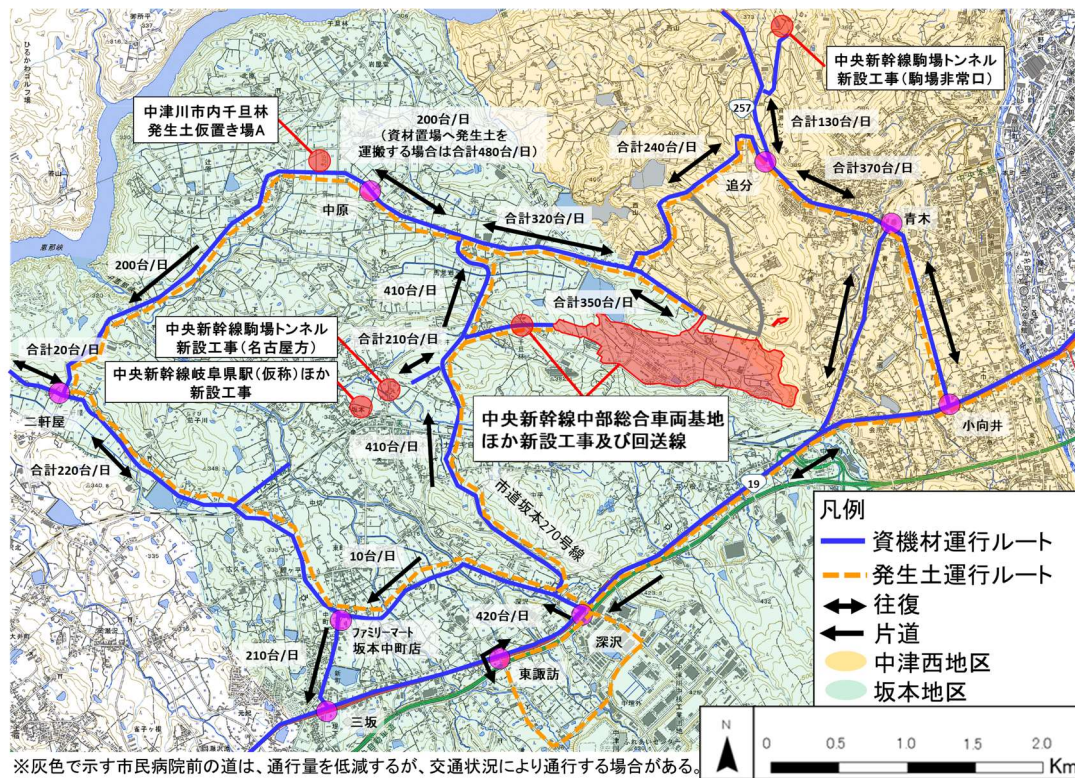 中央新幹線駒場トンネル
新設工事(駒場非常口)
中津川市内千旦林
発生土仮置き場A
200台/日
(資材置場へ発生土を
運搬する場合は合計480台/日)
257
合計130台/日
合計240台/日
追分
合計370台/日
中原
青木
合計320台/日
200台/日
410台/日
合計350台/日
中央新幹線駒場トンネル
新設工事(名古屋方)
合計210台/日
合計20台/日
中央新幹線岐阜県駅(仮称)ほか
新設工事
二軒屋
中央新幹線中部総合車両基地
ほか新設工事及び回送線
小向井
合計220台/日
410台/日
19
市道坂本270号線
10台/日
420台/日
深沢
ファミリーマート
坂本中町店
210台/日
東諏訪
三坂
凡例
資機材運行ルート
発生土運行ルート
往復
片道
中津西地区
坂本地区
N
0 0.5 1.0 1.5 2.0
Km
※灰色で示す市民病院前の道は、通行量を低減するが、交通状況により通行する場合がある。